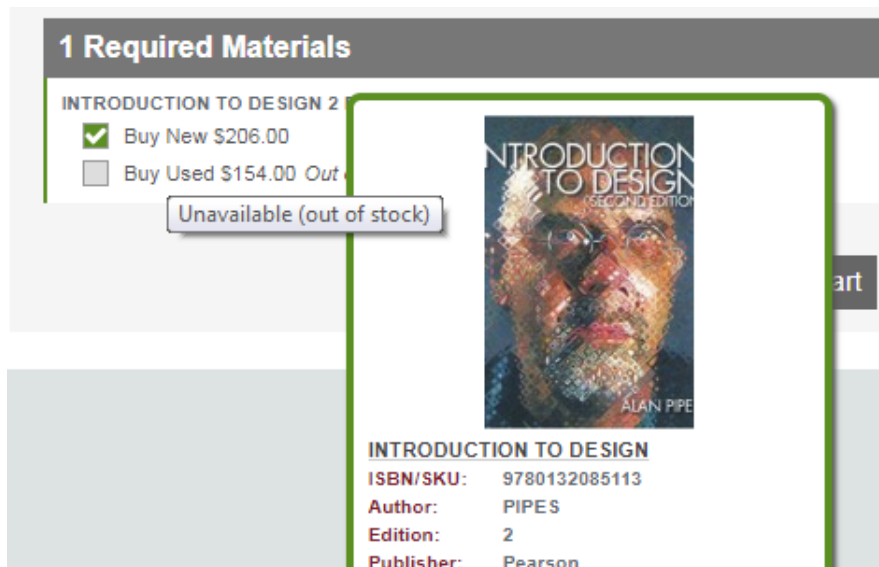 1 Required Materials
INTRODUCTION TO DESIGN 2
Buy New $206.00
Buy Used $154.00 Out
Unavailable (out of stock)
NTRODUCTION
TO DESIGN
SECOND EDITION
ALAN PIPE
art
INTRODUCTION TO DESIGN
ISBN/SKU: 9780132085113
Author: PIPES
Edition: 2
Publisher: Pearson